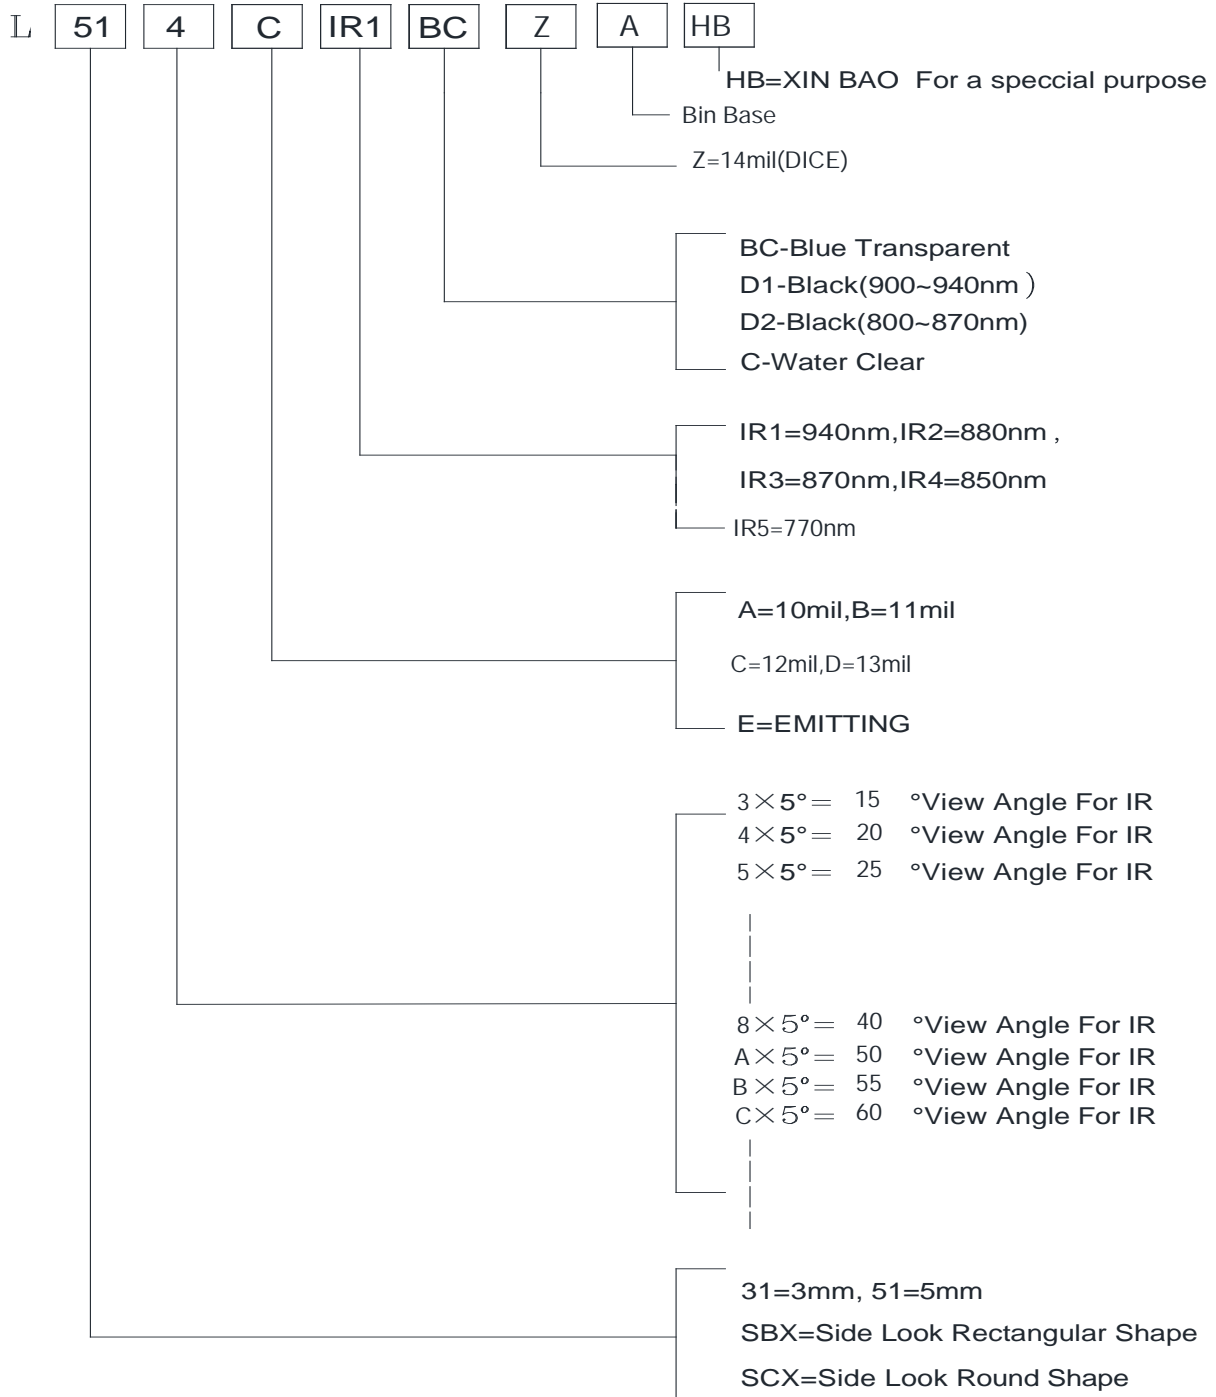 L 51 4 C IR1 BC Z A HB
HB=XIN BAO For a speccial purpose
Bin Base
Z=14mil(DICE)
BC-Blue Transparent
D1-Black(900~940nm )
D2-Black(800~870nm)
C-Water Clear
IR1=940nm,IR2=880nm ,
IR3=870nm,IR4=850nm
IR5=770nm
A=10mil,B=11mil
C=12mil,D=13mil
E=EMITTING
3×5°= 15 °View Angle For IR
4×5°= 20 °View Angle For IR
5×5°= 25 °View Angle For IR
8×5°= 40 °View Angle For IR
A×5°= 50 °View Angle For IR
B×5°= 55 °View Angle For IR
C×5°= 60 °View Angle For IR
31=3mm, 51=5mm
SBX=Side Look Rectangular Shape
SCX=Side Look Round Shape